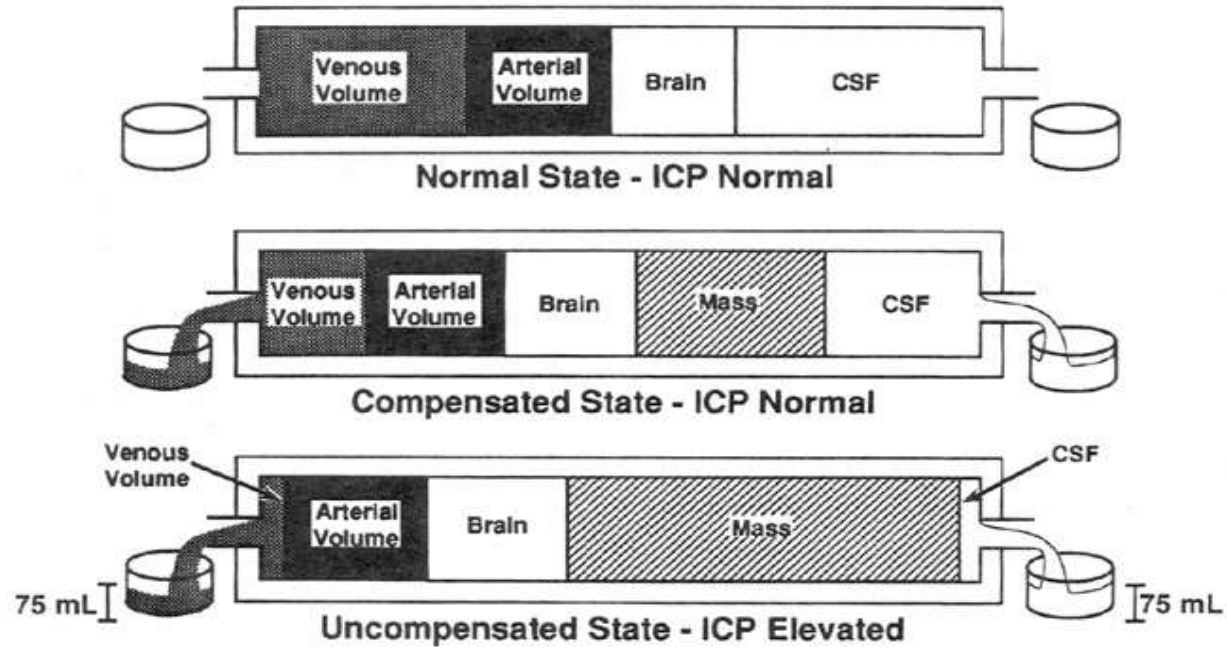 Venous
Volume
Arterial
Volume
Brain
CSF
Normal State - ICP Normal
Venous
Volume
Arterial
Volume
Brain
Mass
CSF
Compensated State - ICP Normal
Venous
Volume
CSF
Arterial
Volume
Brain
Mass
75 mL
75 mL
Uncompensated State - ICP Elevated